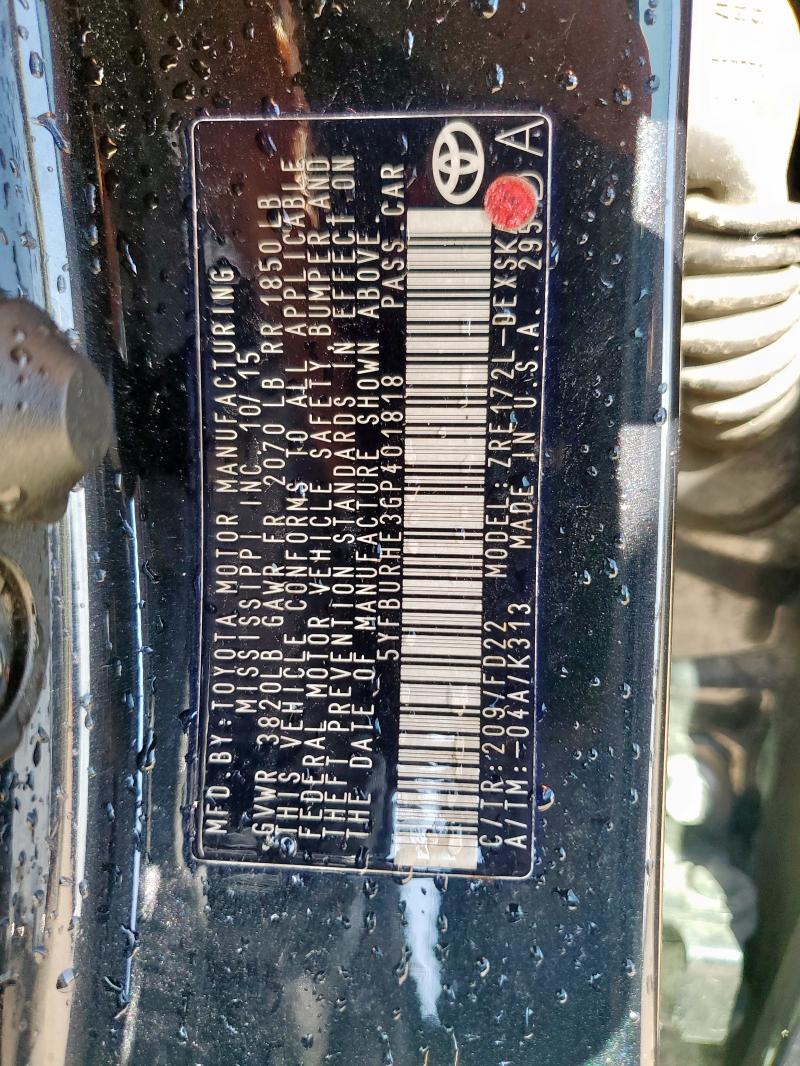 MFD.BY:TOYOTA MOTOR MANUFACTURING
MISSISSIPPI INC. 10/15
GVWR 3820LB GAWR FR 2070 LB RR 1850 LB
THIS VEHICLE CONFORMS TO ALL APPLICABLE
FEDERAL MOTOR VEHICLE SAFETY, BUMPER AND
THEFT PREVENTION STANDARDS IN EFFECT ON
THE DATE OF MANUFACTURE SHOWN ABOVE.
5YFBURHE3GP401818 PASS.CAR
C/TR:209/FD22 MODEL:ZRE172L-DEXSK
A/TM:-04A/K313 MADE IN U.S.A. A